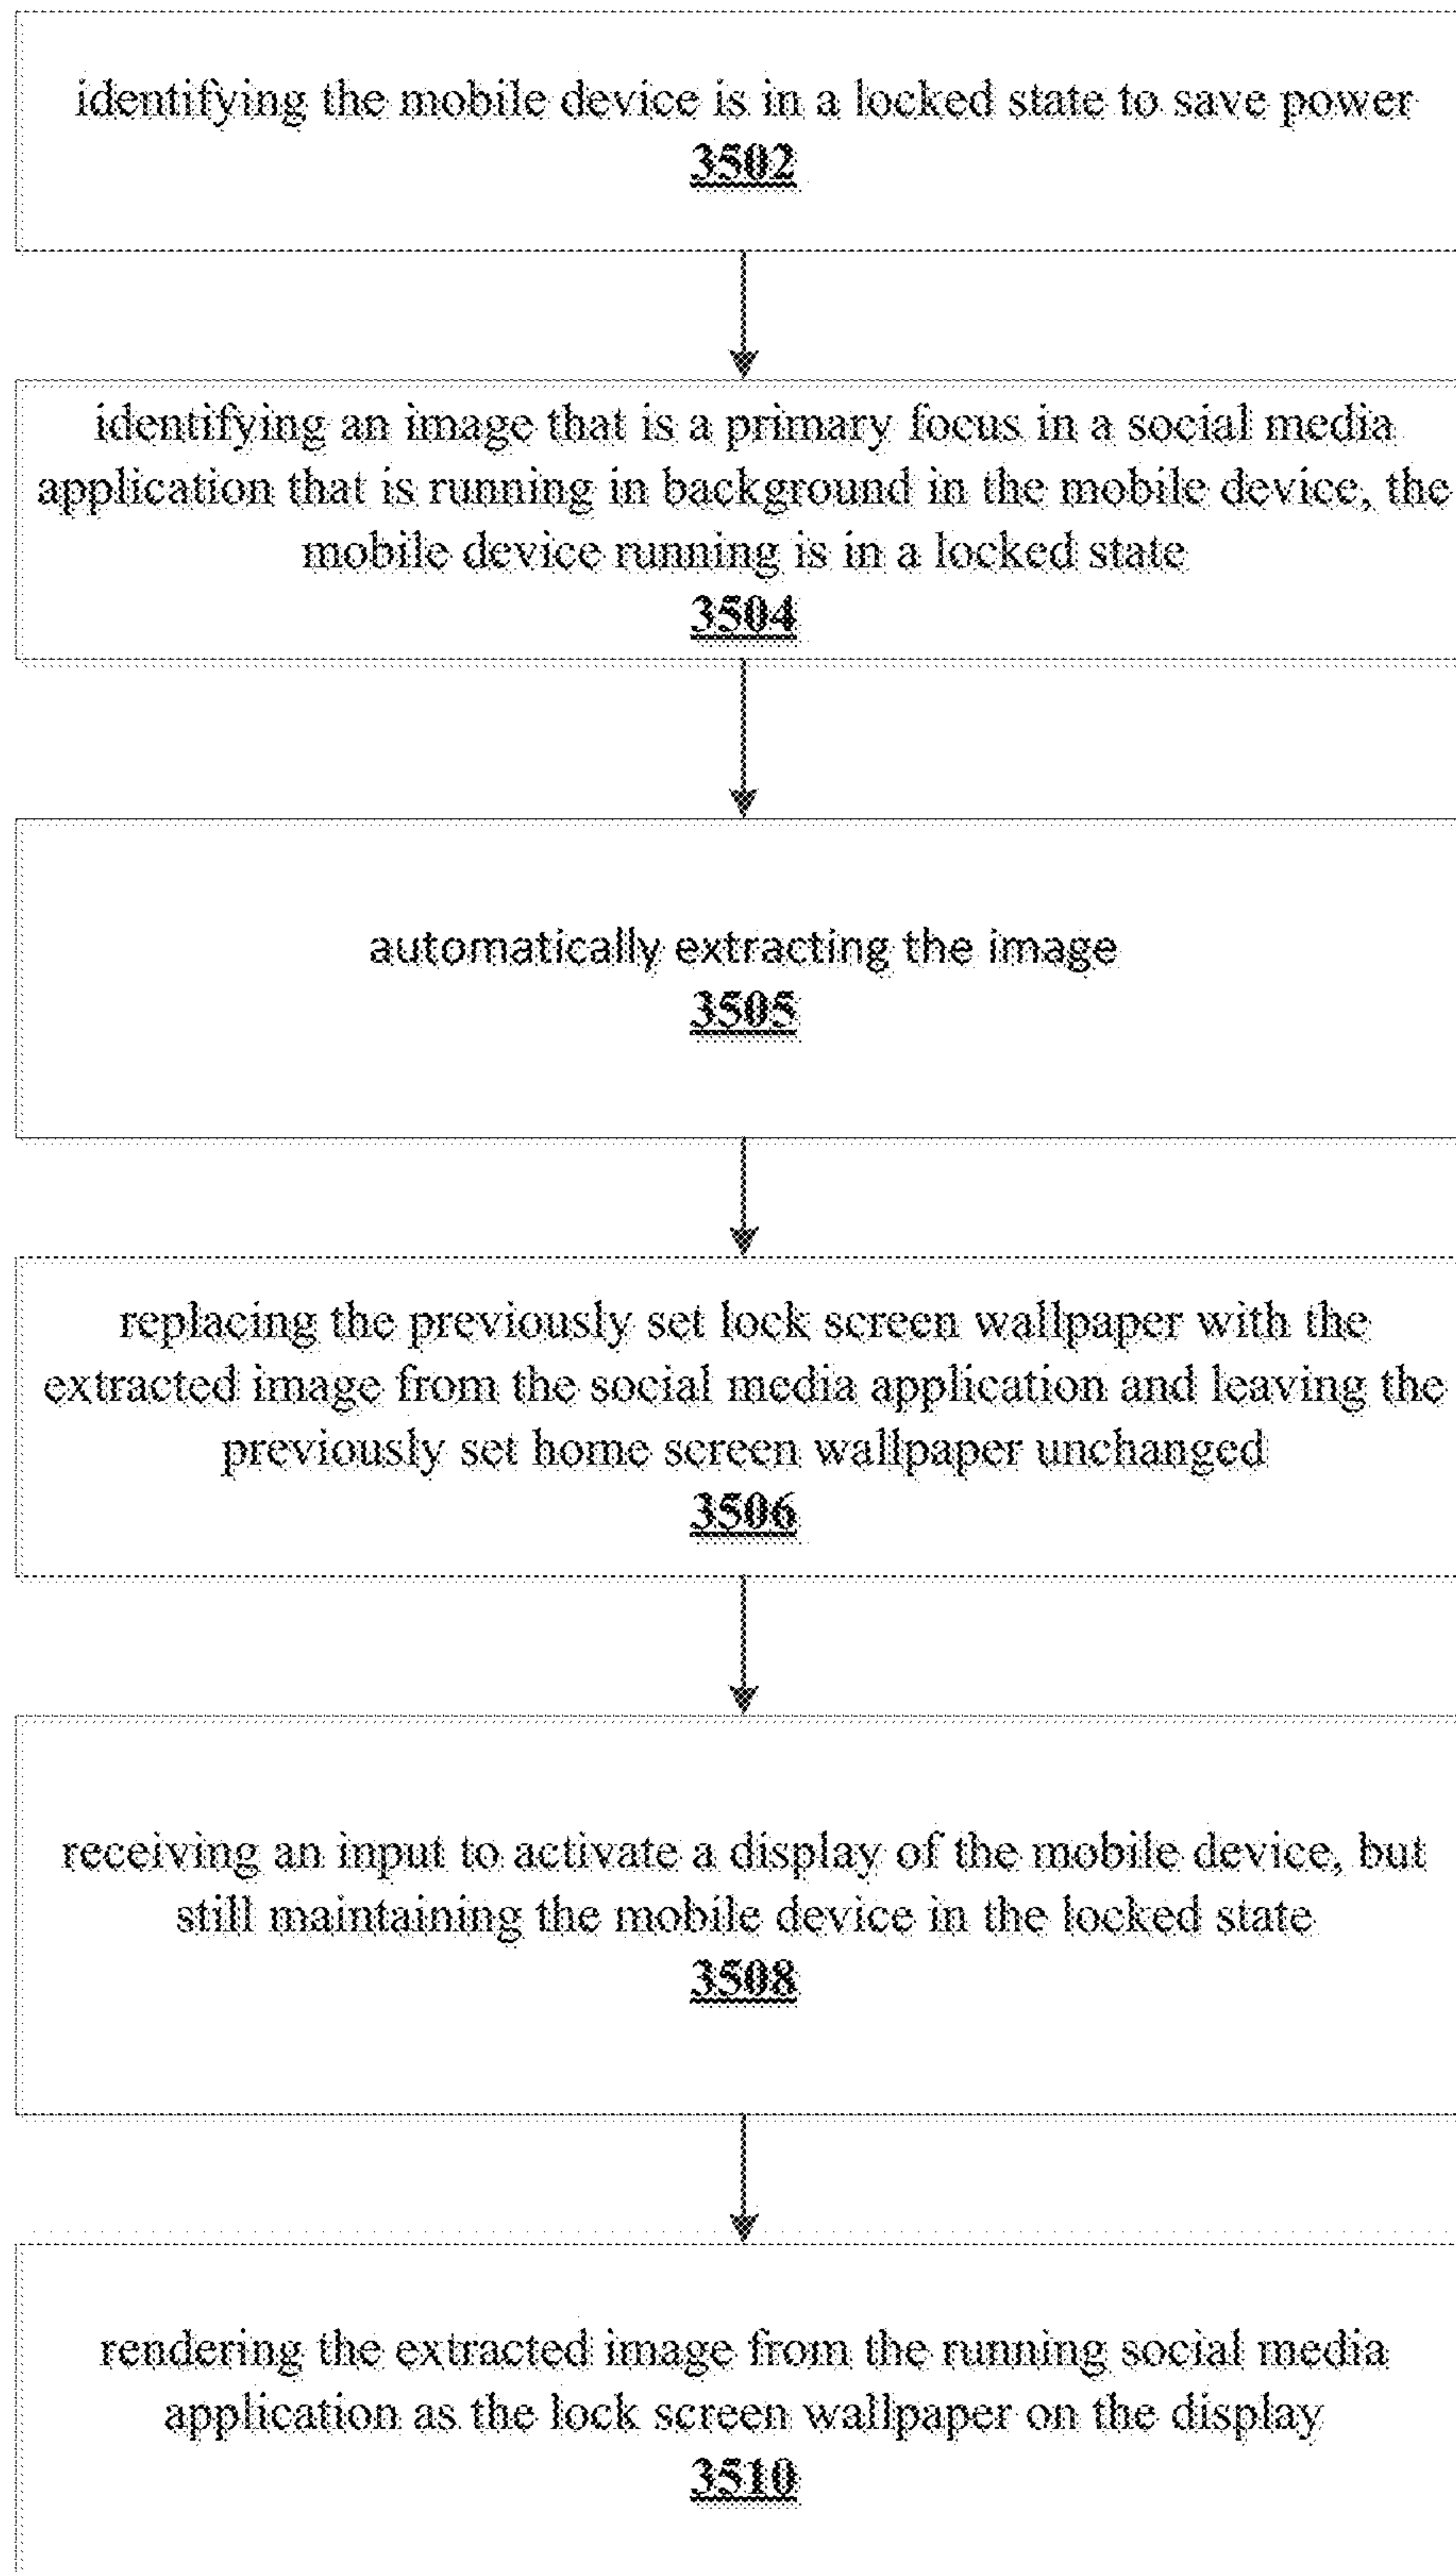 identifying the mobile device is in a locked state to save power
3502
identifying an image that is a primary focus in a social media
application that is running in background in the mobile device, the
mobile device running is in a locked state
3504
automatically extracting the image
3505
replacing the previously set lock screen wallpaper with the
extracted image from the social media application and leaving the
previously set home screen wallpaper unchanged
3506
receiving an input to activate a display of the mobile device, but
still maintaining the mobile device in the locked state
3508
rendering the extracted image from the running social media
application as the lock screen wallpaper on the display
3510